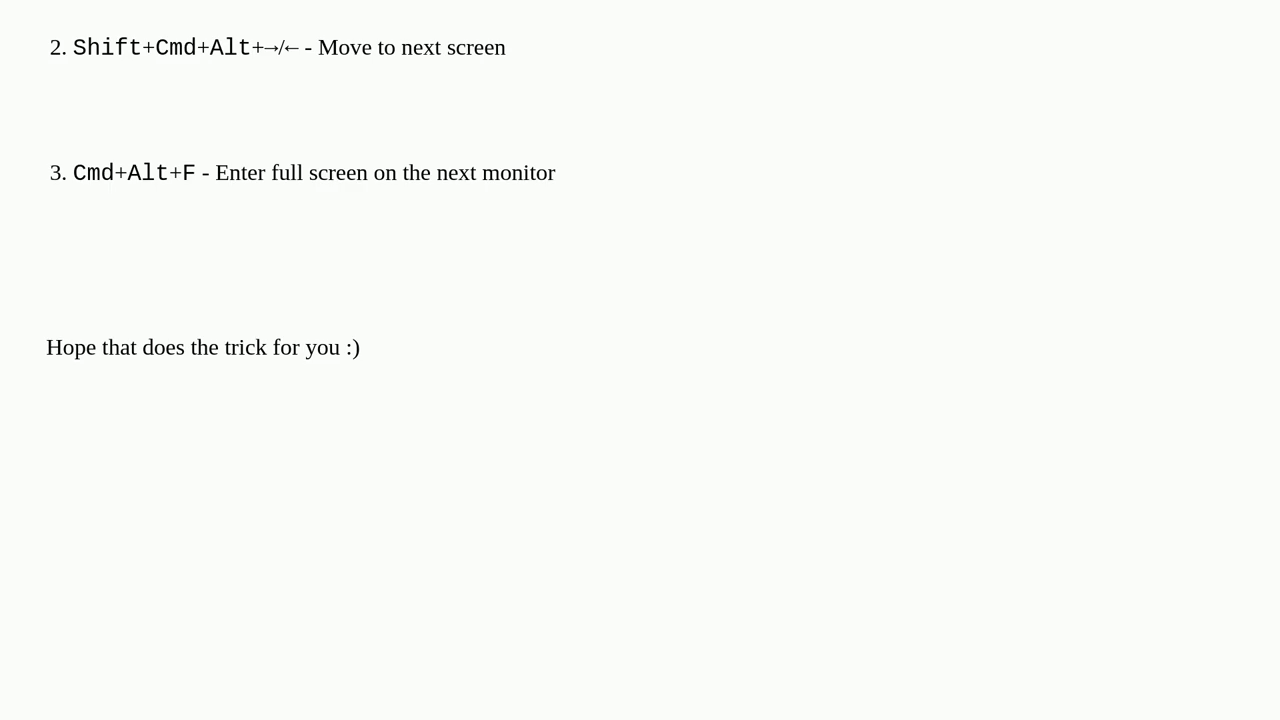 2. Shift+Cmd+Alt+→/← - Move to next screen
3. Cmd+Alt+F - Enter full screen on the next monitor
Hope that does the trick for you :)